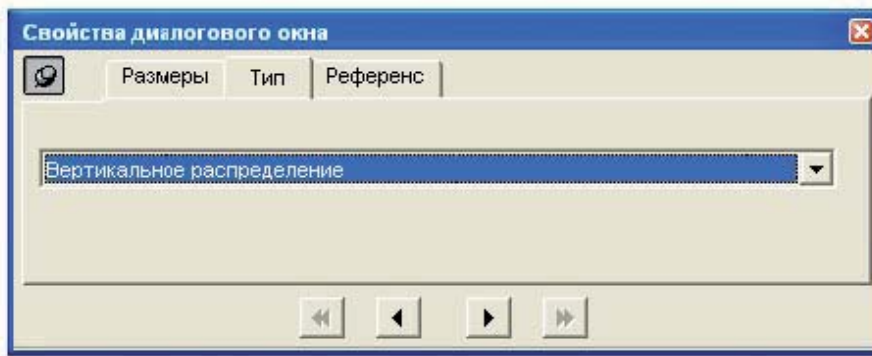 Свойства диалогового окна
Размеры Тип Референс
Вертикальное распределение